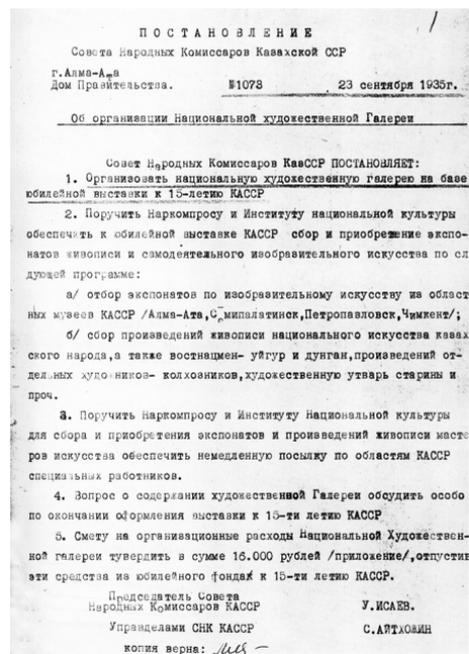 1
ПОСТАНОВЛЕНИЕ
Совета Народных Комиссаров Казахской ССР
г.Алма-Ата
Дом Правительства. №1073 23 сентября 1935г.
Об организации Национальной художественной Галереи
Совет Народных Комиссаров КазССР ПОСТАНОВЛЯЕТ:
1. Организовать национальную художественную галерею на базе
юбилейной выставки к 15-летию КАССР
2. Поручить Наркомпросу и Институту национальной культуры
обеспечить к юбилейной выставке КАССР сбор и приобретение экспо-
натов живописи и самодеятельного изобразительного искусства по сл
дующей программе:
а/ отбор экспонатов по изобразительному искусству из област
ных музеев КАССР /Алма-Ата,Семипалатинск,Петропавловск,Чимкент/;
б/ сбор произведений живописи национального искусства казах
ского народа,а также востнацмен- уйгур и дунган,произведений от-
дельных художников- колхозников,художественную утварь старины и
проч.
3. Поручить Наркомпросу и Институту Национальной культуры
для сбора и приобретения экспонатов и произведений живописи масте
ров искусства обеспечить немедленную посылку по областям КАССР
специальных работников.
4. Вопрос о содержании художественной Галереи обсудить особо
по окончании оформления выставки к 15-ти летию КАССР
5. Смету на организационные расходы Национальной Художествен-
ной галереи тувердить в сумме 16.000 рублей /приложение/,отпустив
эти средства из юбилейного фонда к 15-ти летию КАССР.
Председатель Совета
Народных Комиссаров КАССР У.ИСАЕВ.
Управделами СНК КАССР С.АЙТХОЖИН
копия верна: